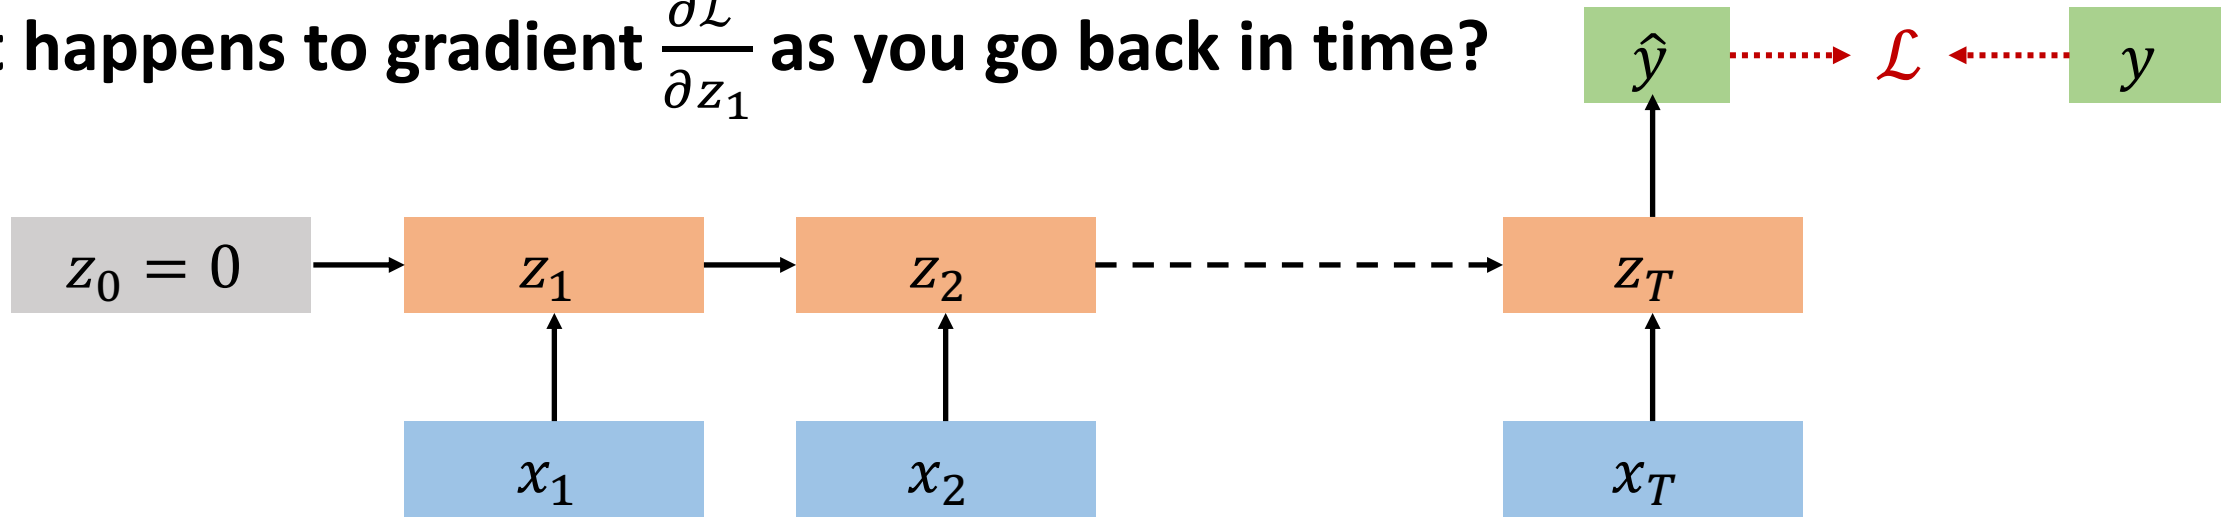 happens to gradient ∂ℒ/∂z₁ as you go back in time?
ŷ ℒ y
z₀ = 0 z₁ z₂ z_T
x₁ x₂ x_T